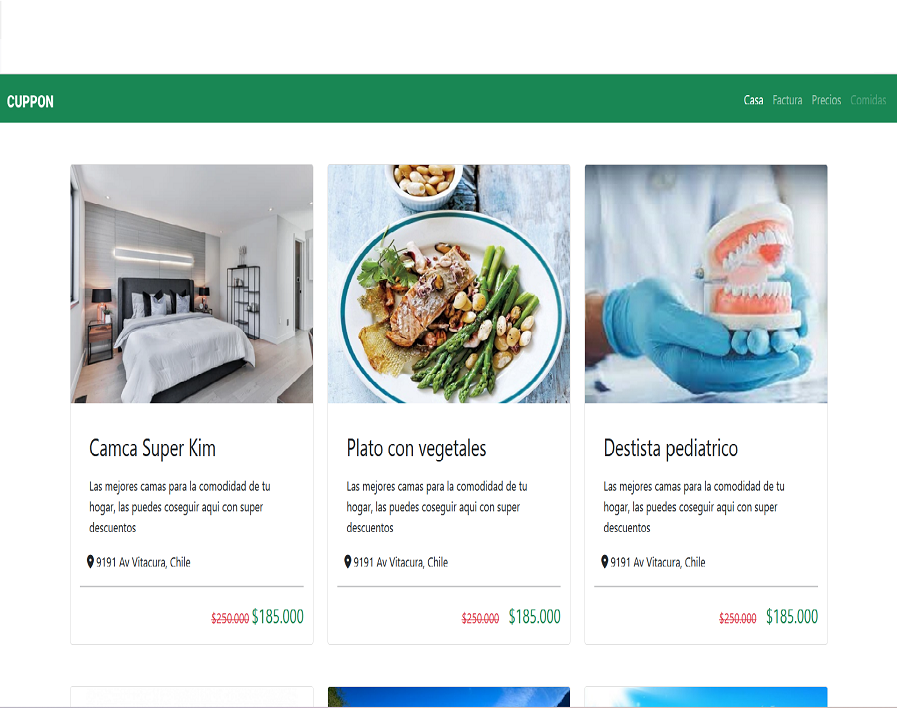 CUPPON
Casa Factura Precios Comidas
Camca Super Kim
Las mejores camas para la comodidad de tu
hogar, las puedes coseguir aqui con super
descuentos
9191 Av Vitacura, Chile
$250.000 $185.000
Plato con vegetales
Las mejores camas para la comodidad de tu
hogar, las puedes coseguir aqui con super
descuentos
9191 Av Vitacura, Chile
$250.000 $185.000
Destista pediatrico
Las mejores camas para la comodidad de tu
hogar, las puedes coseguir aqui con super
descuentos
9191 Av Vitacura, Chile
$250.000 $185.000